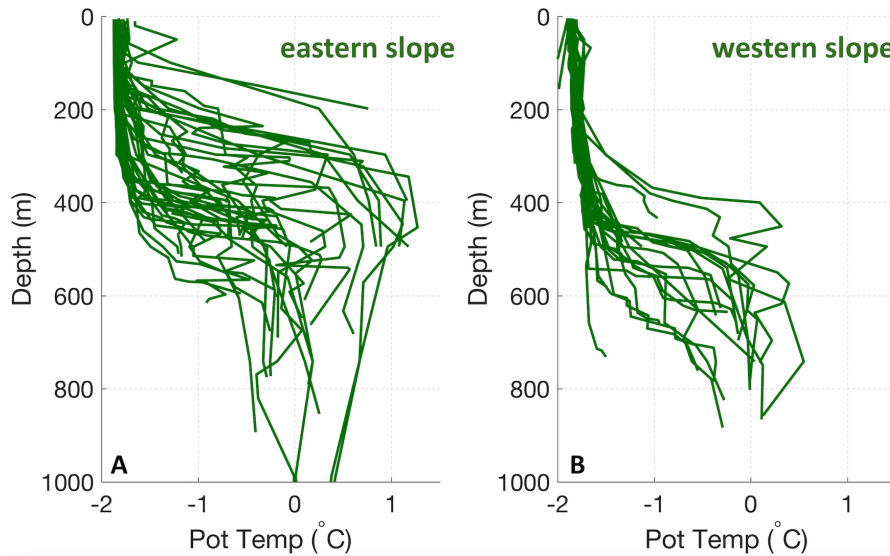 eastern slope
western slope
0
200
400
600
800
1000
Depth (m)
A
-2
-1
0
1
Pot Temp (°C)
0
200
400
600
800
1000
Depth (m)
B
-2
-1
0
1
Pot Temp (°C)